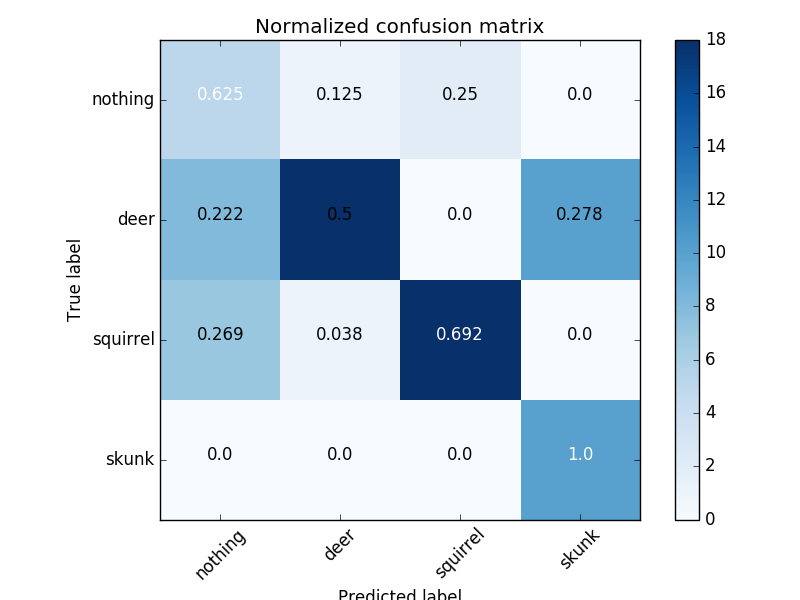 Normalized confusion matrix
True label
nothing 0.625 0.125 0.25 0.0
deer 0.222 0.5 0.0 0.278
squirrel 0.269 0.038 0.692 0.0
skunk 0.0 0.0 0.0 1.0
nothing deer squirrel skunk
Predicted label
18
16
14
12
10
8
6
4
2
0